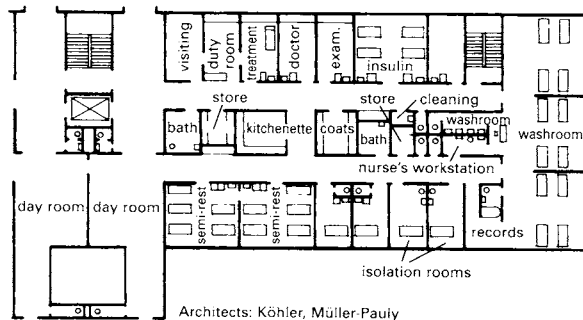 visiting
duty
room
treatment
doctor
exam.
insulin
store
store
cleaning
bath
kitchenette
coats
bath
washroom
washroom
nurse's workstation
day room
day room
semi-rest
semi-rest
records
isolation rooms
Architects: Köhler, Müller-Pauly